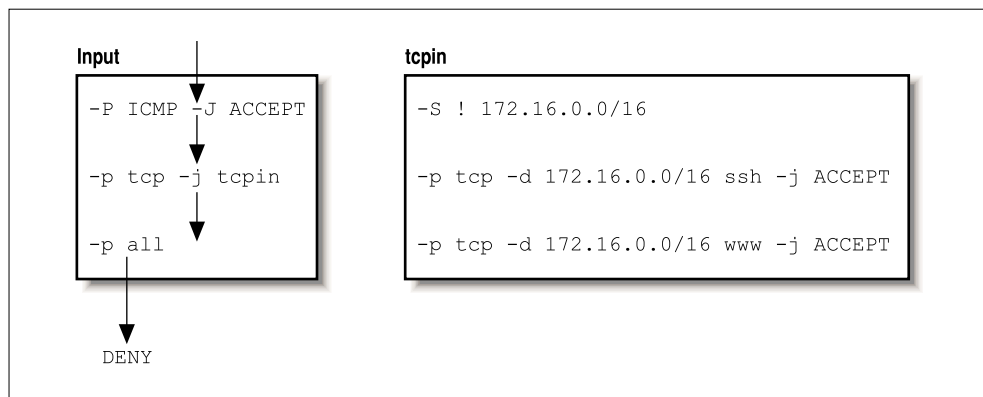 Input
-P ICMP -J ACCEPT
-p tcp -j tcpin
-p all
DENY
tcpin
-S ! 172.16.0.0/16
-p tcp -d 172.16.0.0/16 ssh -j ACCEPT
-p tcp -d 172.16.0.0/16 www -j ACCEPT